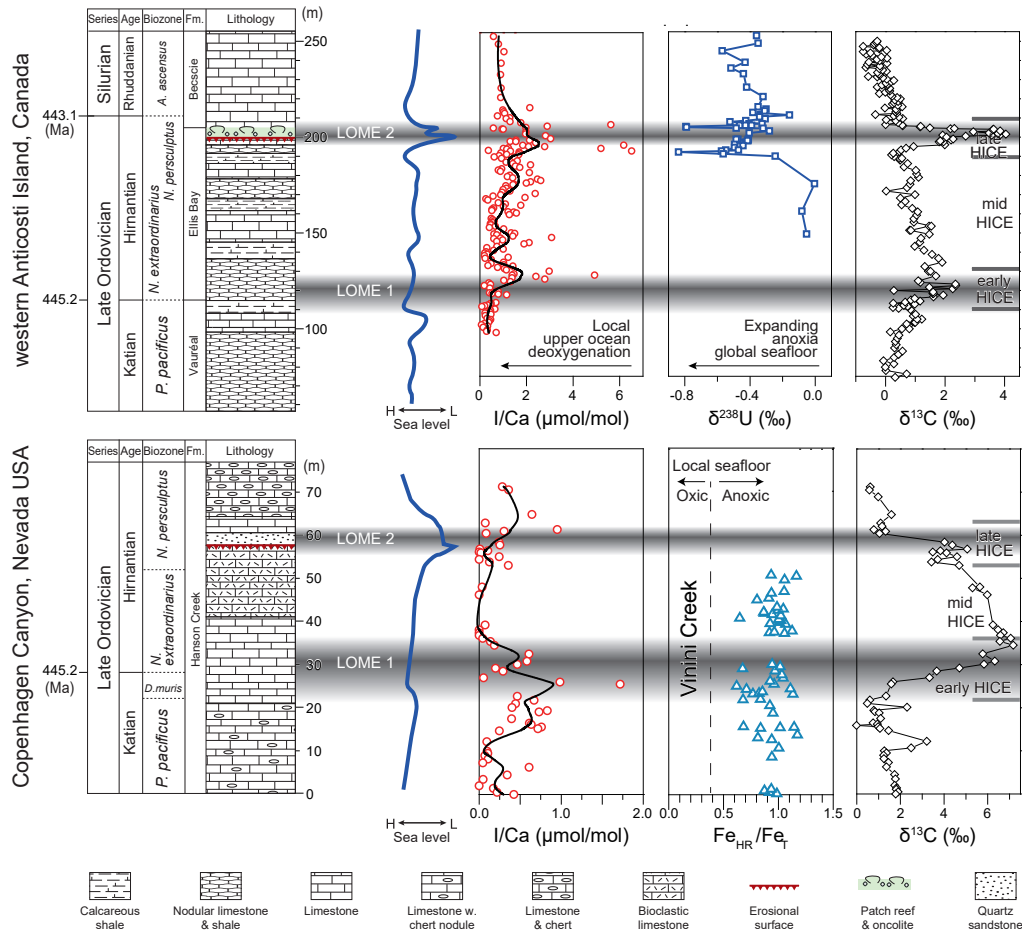 western Anticosti Island, Canada
Series Age Biozone Fm. Lithology (m)
Silurian
Late Ordovician
Rhuddanian
Hirnantian
Katian
A. ascensus
N. persculptus
N. extraordinarius
P. pacificus
Becscie
Ellis Bay
Vauréal
443.1
(Ma)
445.2
250
200
150
100
LOME 2
LOME 1
H L
Sea level
Local
upper ocean
deoxygenation
0 2 4 6
I/Ca (μmol/mol)
Expanding
anoxia
global seafloor
-0.8 -0.4 0.0
δ238U (‰)
late
HICE
mid
HICE
early
HICE
0 1 2 3 4
δ13C (‰)
Copenhagen Canyon, Nevada USA
Series Age Biozone Fm. Lithology (m)
Late Ordovician
Hirnantian
Katian
N. persculptus
N.
extraordinarius
D.muris
P. pacificus
Hanson Creek
445.2
(Ma)
70
60
50
40
30
20
10
0
LOME 2
LOME 1
H L
Sea level
0.0 1.0 2.0
I/Ca (μmol/mol)
Local seafloor
Oxic Anoxic
Vinini Creek
0.0 0.5 1.0 1.5
FeHR/FeT
late
HICE
mid
HICE
early HICE
0 2 4 6
δ13C (‰)
Calcareous
shale
Nodular limestone
& shale
Limestone
Limestone w.
chert nodule
Limestone
& chert
Bioclastic
limestone
Erosional
surface
Patch reef
& oncolite
Quartz
sandstone